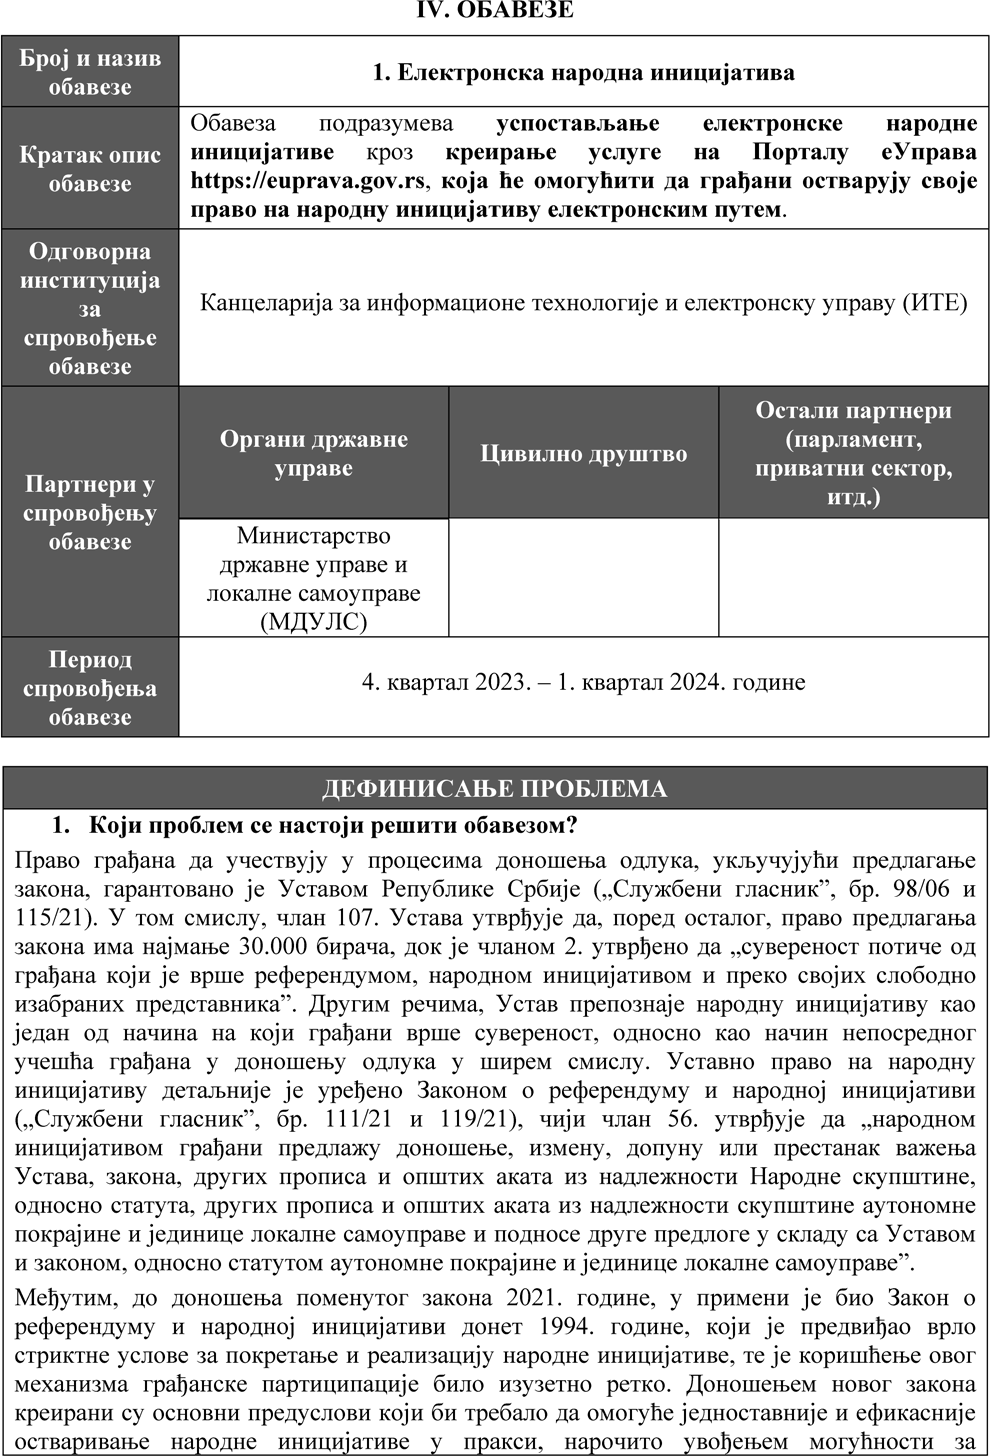 IV. ОБАВЕЗЕ
Број и назив
обавезе
1. Електронска народна иницијатива
Кратак опис
обавезе
Обавеза подразумева успостављање електронске народне
иницијативе кроз креирање услуге на Порталу еУправа
https://euprava.gov.rs, која ће омогућити да грађани остварују своје
право на народну иницијативу електронским путем.
Одговорна
институција
за
спровођење
обавезе
Канцеларија за информационе технологије и електронску управу (ИТЕ)
Партнери у
спровођењу
обавезе
Органи државне
управе
Цивилно друштво
Остали партнери
(парламент,
приватни сектор,
итд.)
Министарство
државне управе и
локалне самоуправе
(МДУЛС)
Период
спровођења
обавезе
4. квартал 2023. – 1. квартал 2024. године
ДЕФИНИСАЊЕ ПРОБЛЕМА
1. Који проблем се настоји решити обавезом?
Право грађана да учествују у процесима доношења одлука, укључујући предлагање
закона, гарантовано је Уставом Републике Србије („Службени гласник”, бр. 98/06 и
115/21). У том смислу, члан 107. Устава утврђује да, поред осталог, право предлагања
закона има најмање 30.000 бирача, док је чланом 2. утврђено да „сувереност потиче од
грађана који је врше референдумом, народном иницијативом и преко својих слободно
изабраних представника”. Другим речима, Устав препознаје народну иницијативу као
један од начина на који грађани врше сувереност, односно као начин непосредног
учешћа грађана у доношењу одлука у ширем смислу. Уставно право на народну
иницијативу детаљније је уређено Законом о референдуму и народној иницијативи
(„Службени гласник”, бр. 111/21 и 119/21), чији члан 56. утврђује да „народном
иницијативом грађани предлажу доношење, измену, допуну или престанак важења
Устава, закона, других прописа и општих аката из надлежности Народне скупштине,
односно статута, других прописа и општих аката из надлежности скупштине аутономне
покрајине и јединице локалне самоуправе и подносе друге предлоге у складу са Уставом
и законом, односно статутом аутономне покрајине и јединице локалне самоуправе”.
Међутим, до доношења поменутог закона 2021. године, у примени је био Закон о
референдуму и народној иницијативи донет 1994. године, који је предвиђао врло
стриктне услове за покретање и реализацију народне иницијативе, те је коришћење овог
механизма грађанске партиципације било изузетно ретко. Доношењем новог закона
креирани су основни предуслови који би требало да омогуће једноставније и ефикасније
остваривање народне иницијативе у пракси, нарочито увођењем могућности за